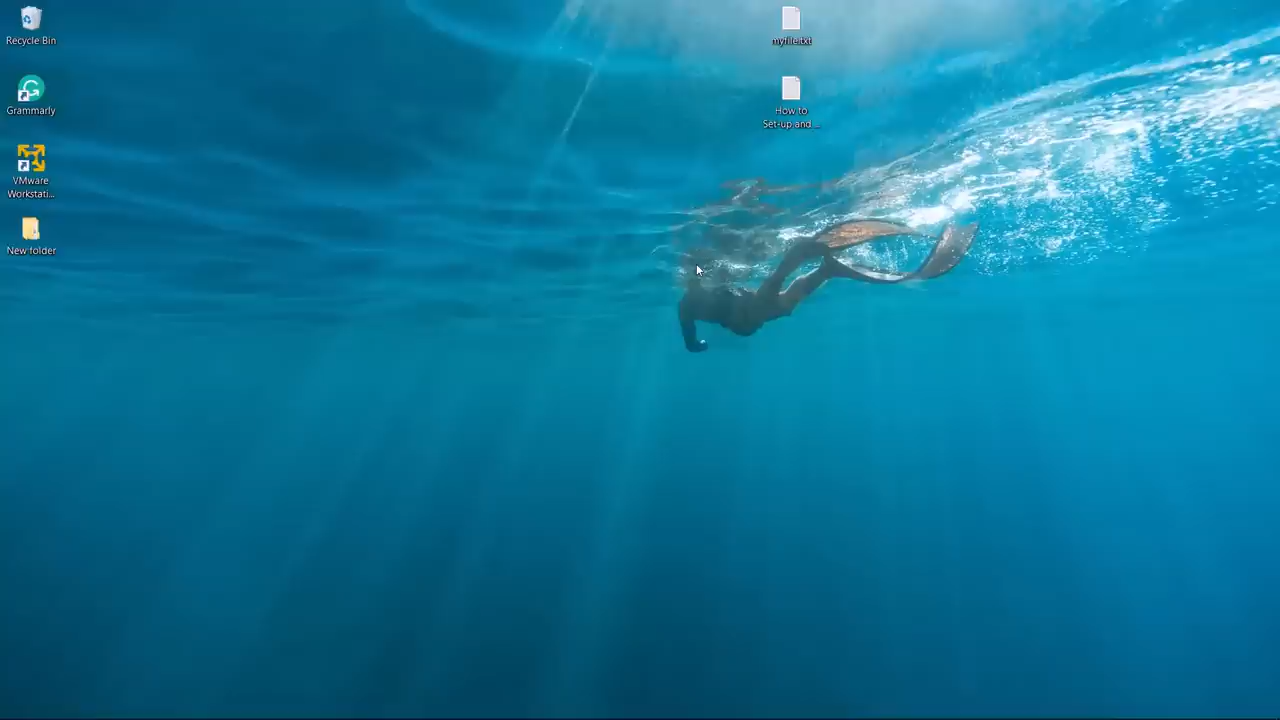 Recycle Bin
Grammarly
VMware
Workstati...
New folder
myfile.txt
How to
Set-up and ...